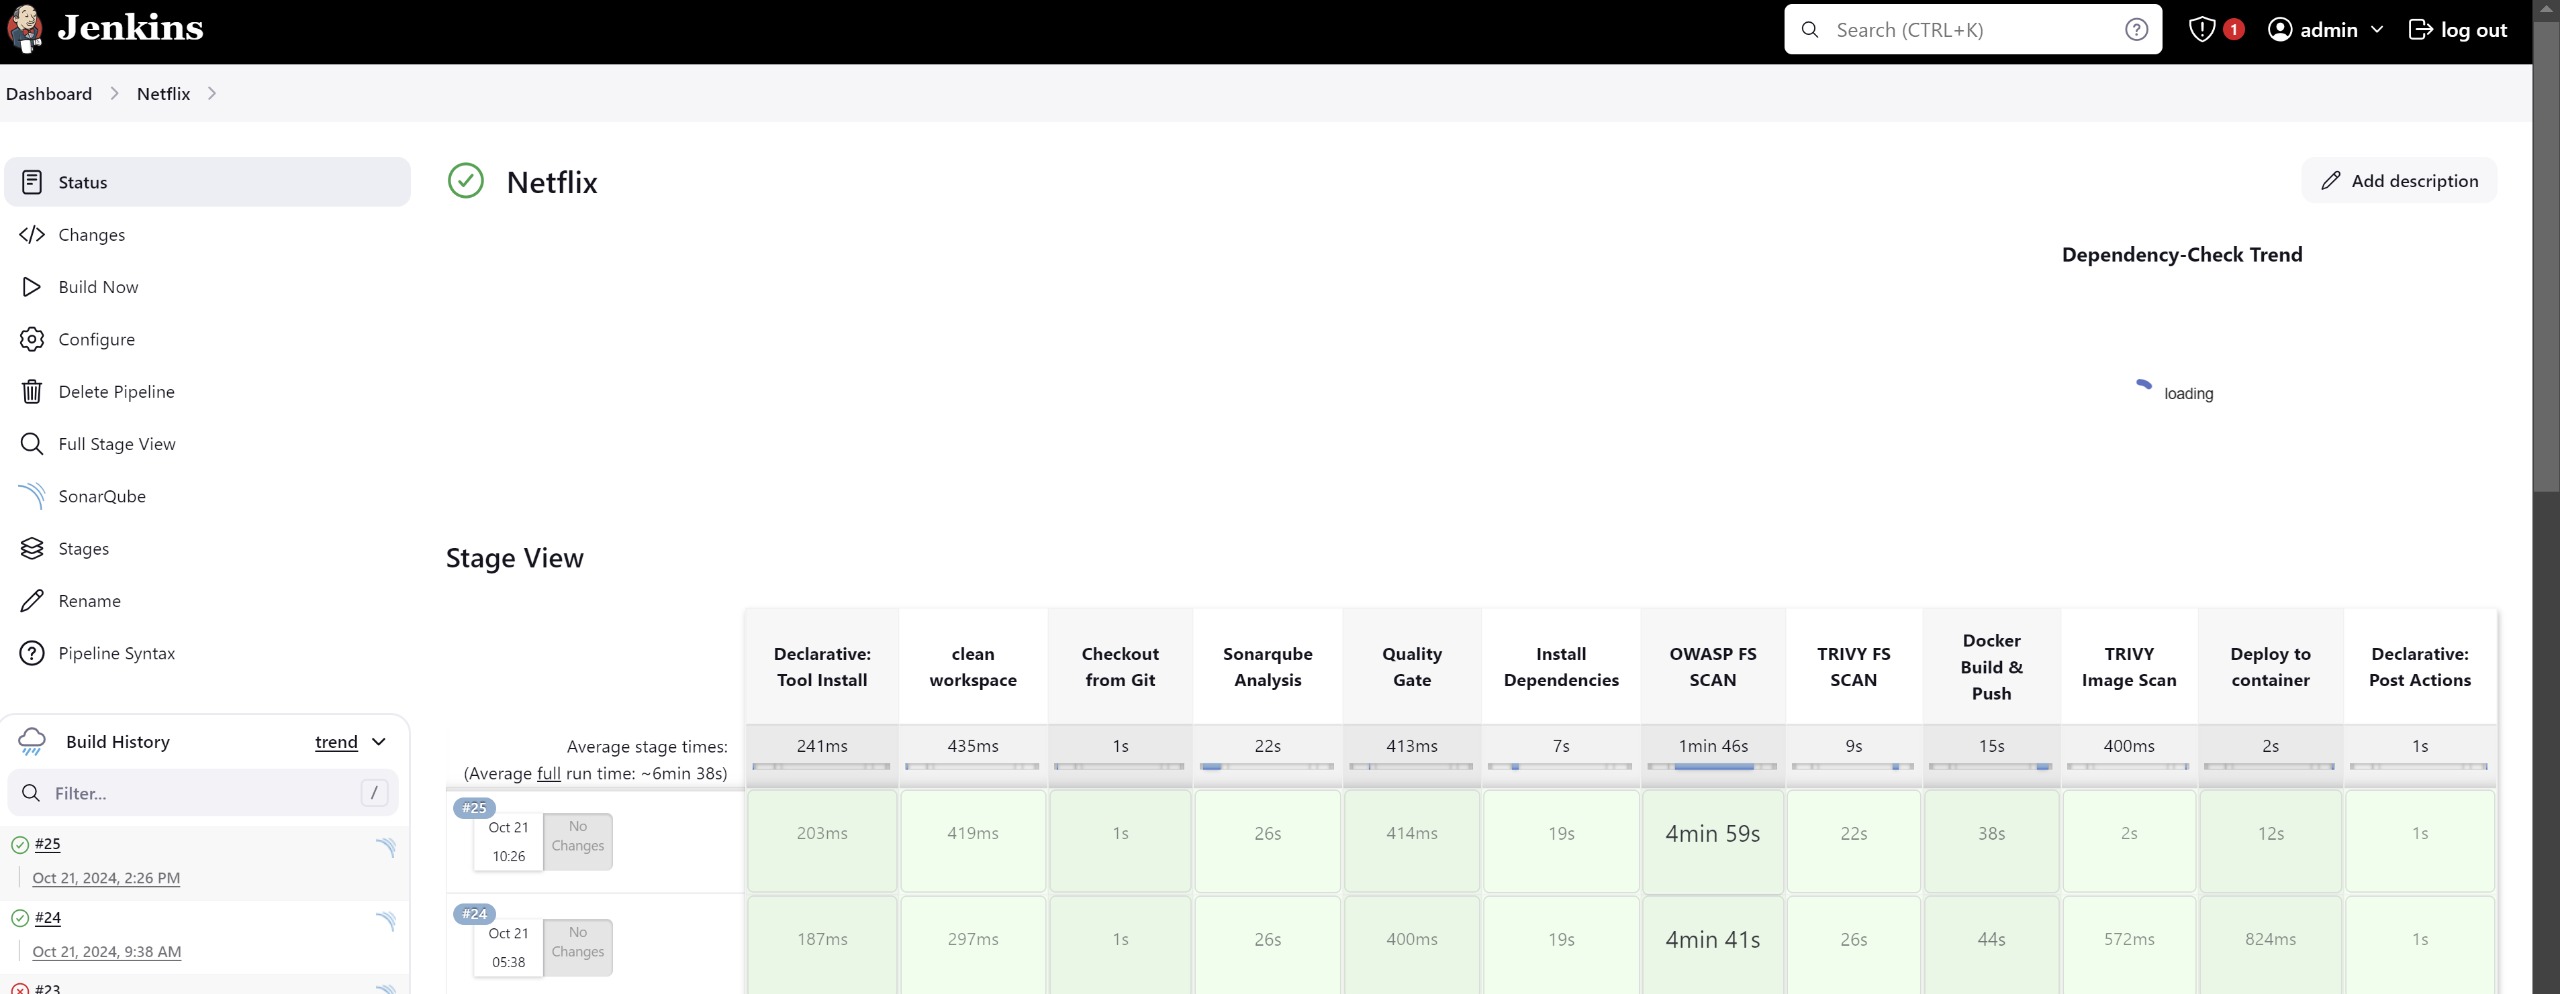 Jenkins
Search (CTRL+K)
?
1
admin
log out
Dashboard
Netflix
Status
Changes
Build Now
Configure
Delete Pipeline
Full Stage View
SonarQube
Stages
Rename
Pipeline Syntax
Build History
trend
Filter...
/
#25
Oct 21, 2024, 2:26 PM
#24
Oct 21, 2024, 9:38 AM
#23
Netflix
Add description
Dependency-Check Trend
loading
Stage View
Declarative:
Tool Install
clean
workspace
Checkout
from Git
Sonarqube
Analysis
Quality
Gate
Install
Dependencies
OWASP FS
SCAN
TRIVY FS
SCAN
Docker
Build &
Push
TRIVY
Image Scan
Deploy to
container
Declarative:
Post Actions
Average stage times:
(Average full run time: ~6min 38s)
241ms
435ms
1s
22s
413ms
7s
1min 46s
9s
15s
400ms
2s
1s
#25
Oct 21
10:26
No
Changes
203ms
419ms
1s
26s
414ms
19s
4min 59s
22s
38s
2s
12s
1s
#24
Oct 21
05:38
No
Changes
187ms
297ms
1s
26s
400ms
19s
4min 41s
26s
44s
572ms
824ms
1s